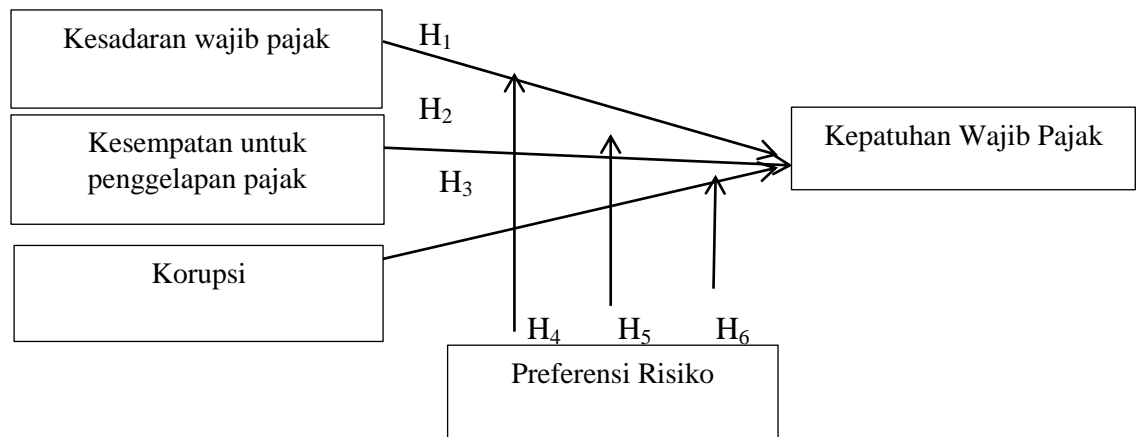 Kesadaran wajib pajak
H1
H2
Kesempatan untuk
penggelapan pajak
H3
Korupsi
Kepatuhan Wajib Pajak
H4 H5 H6
Preferensi Risiko